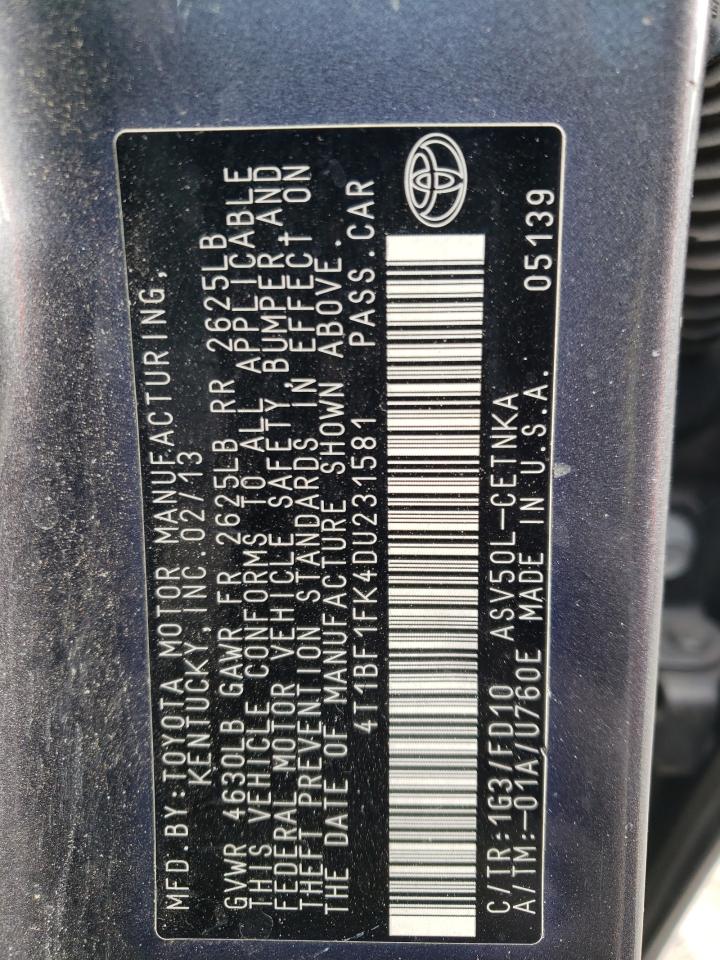 MFD.BY:TOYOTA MOTOR MANUFACTURING,
KENTUCKY, INC.02/13
GVWR 4630LB GAWR FR 2625LB RR 2625LB
THIS VEHICLE CONFORMS TO ALL APPLICABLE
FEDERAL MOTOR VEHICLE SAFETY, BUMPER, AND
THEFT PREVENTION STANDARDS IN EFFECT ON
THE DATE OF MANUFACTURE SHOWN ABOVE.
4T1BF1FK4DU231581 PASS.CAR
C/TR:1G3/FD10 ASV50L-CETNKA 05139
A/TM:-01A/U760E MADE IN U.S.A.